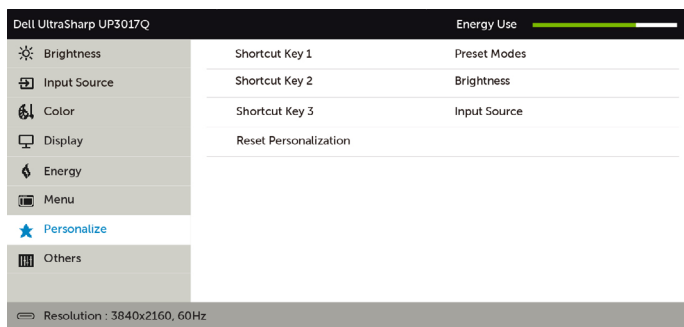 Dell UltraSharp UP3017Q Energy Use
Brightness Shortcut Key 1 Preset Modes
Input Source Shortcut Key 2 Brightness
Color Shortcut Key 3 Input Source
Display Reset Personalization
Energy
Menu
Personalize
Others
Resolution : 3840x2160, 60Hz